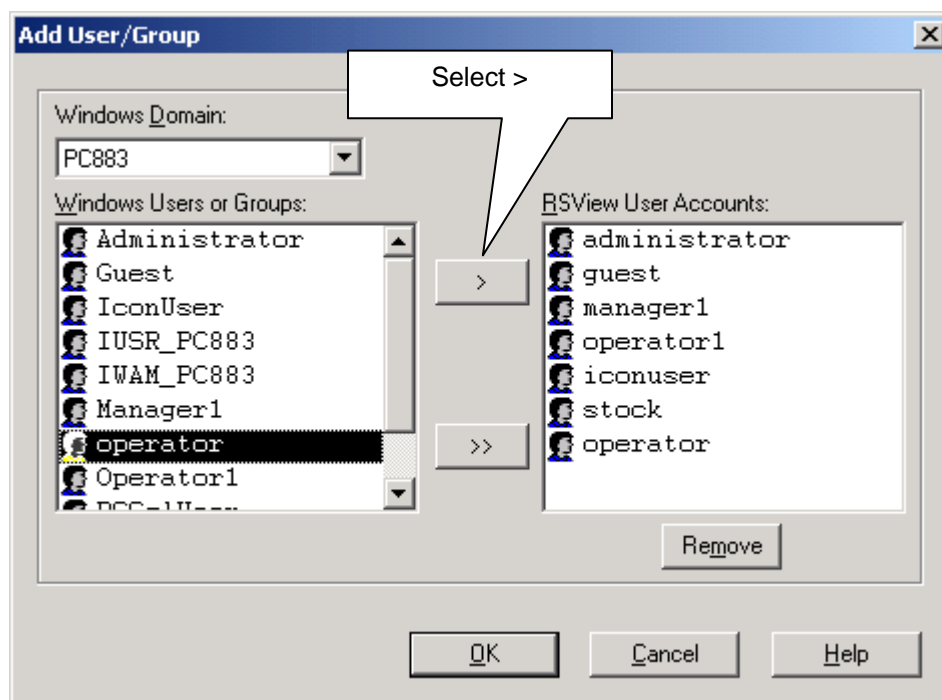 Add User/Group
Select >
Windows Domain:
PC883
Windows Users or Groups:
Administrator
Guest
IconUser
IUSR_PC883
IWAM_PC883
Manager1
operator
Operator1
>
>>
RSView User Accounts:
administrator
guest
manager1
operator1
iconuser
stock
operator
Remove
OK
Cancel
Help